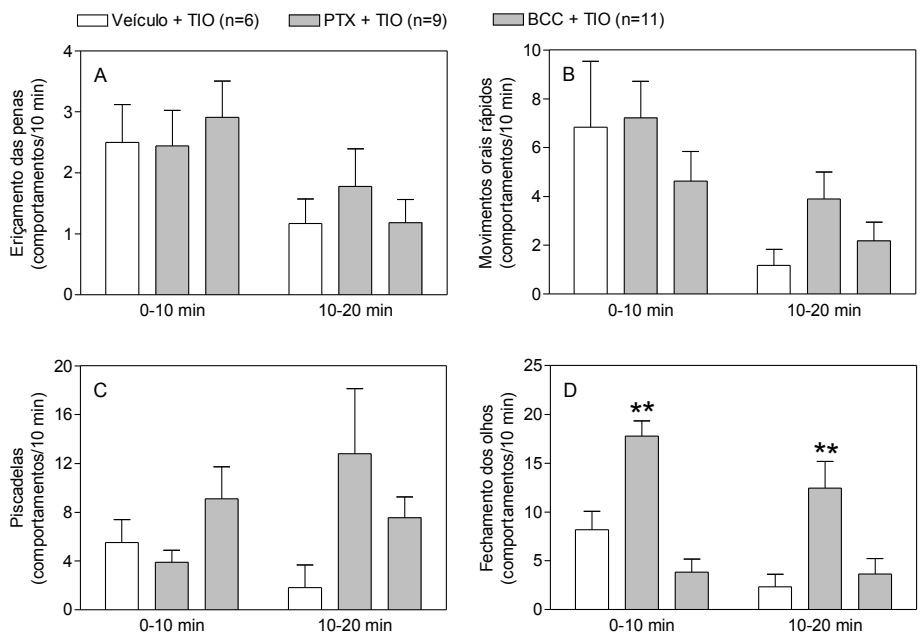 Veículo + TIO (n=6) PTX + TIO (n=9) BCC + TIO (n=11)
A
Eriçamento das penas
(comportamentos/10 min)
4
3
2
1
0
0-10 min 10-20 min
B
Movimentos orais rápidos
(comportamentos/10 min)
10
8
6
4
2
0
0-10 min 10-20 min
C
Piscadelas
(comportamentos/10 min)
20
16
12
8
4
0
0-10 min 10-20 min
D
Fechamento dos olhos
(comportamentos/10 min)
25
20
15
10
5
0
**
**
0-10 min 10-20 min